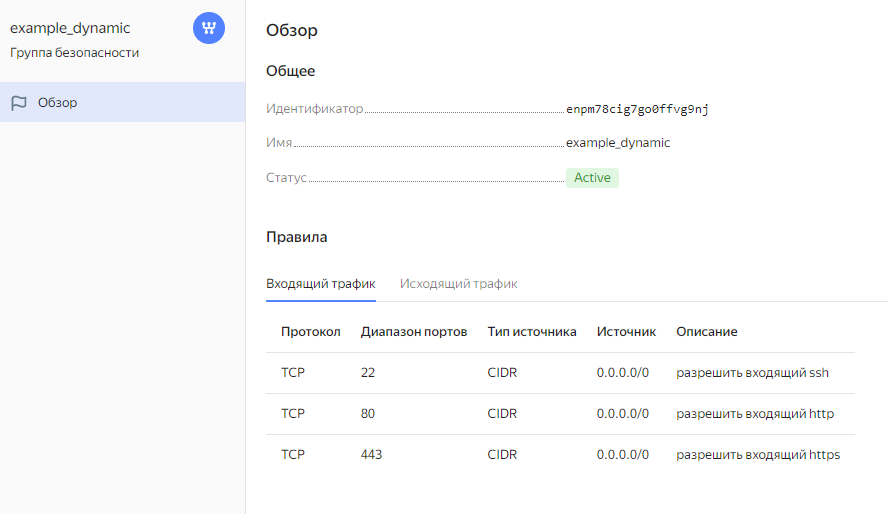 example_dynamic
Группа безопасности
Обзор
Обзор
Общее
Идентификатор enpm78cig7go0ffvg9nj
Имя example_dynamic
Статус Active
Правила
Входящий трафик Исходящий трафик
Протокол Диапазон портов Тип источника Источник Описание
TCP 22 CIDR 0.0.0.0/0 разрешить входящий ssh
TCP 80 CIDR 0.0.0.0/0 разрешить входящий http
TCP 443 CIDR 0.0.0.0/0 разрешить входящий https